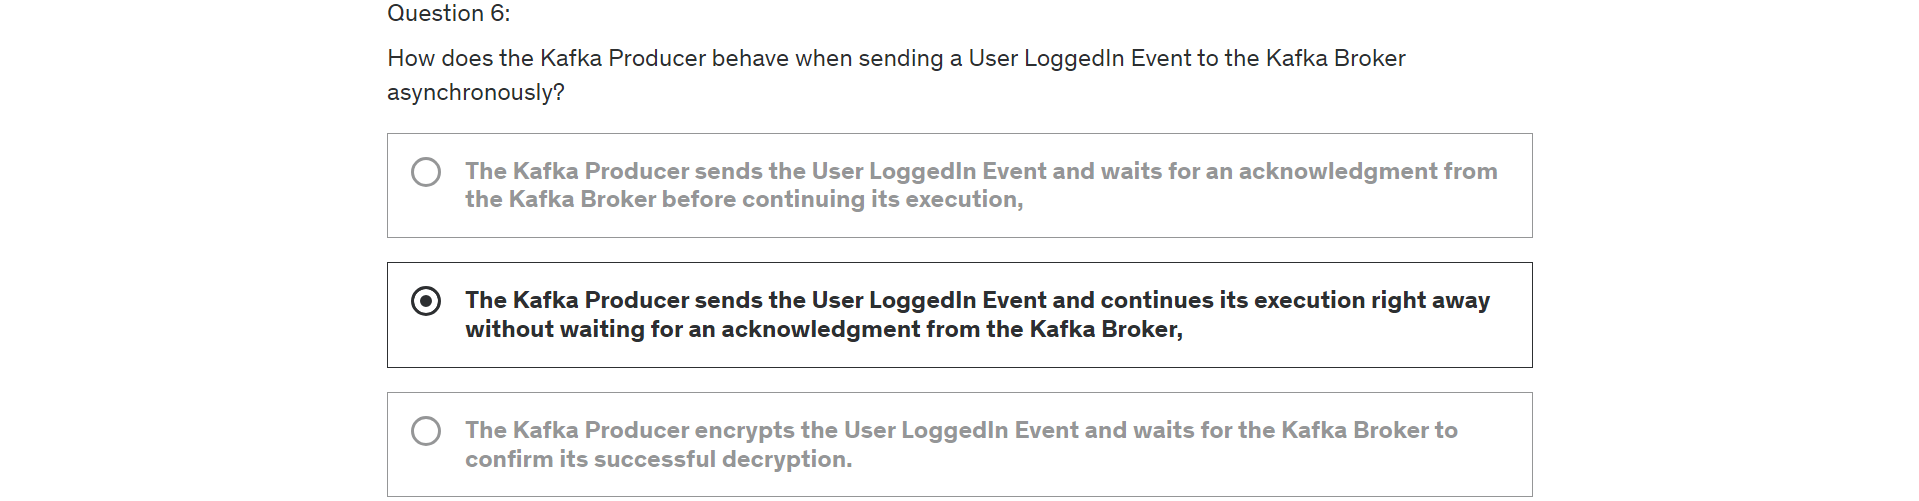 Question 6:
How does the Kafka Producer behave when sending a User LoggedIn Event to the Kafka Broker
asynchronously?
The Kafka Producer sends the User LoggedIn Event and waits for an acknowledgment from
the Kafka Broker before continuing its execution,
The Kafka Producer sends the User LoggedIn Event and continues its execution right away
without waiting for an acknowledgment from the Kafka Broker,
The Kafka Producer encrypts the User LoggedIn Event and waits for the Kafka Broker to
confirm its successful decryption.